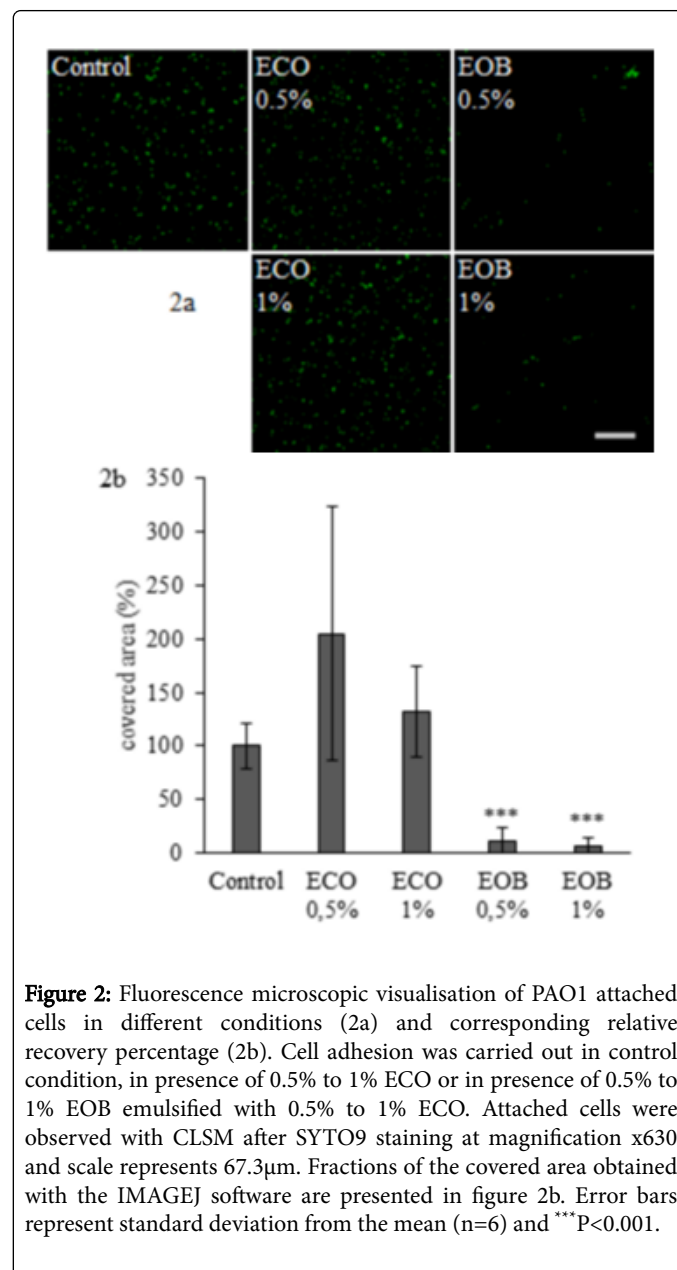 Control
ECO
0.5%
EOB
0.5%
2a
ECO
1%
EOB
1%
2b
350
300
250
200
150
100
50
0
covered area (%)
***
***
Control
ECO
0,5%
ECO
1%
EOB
0,5%
EOB
1%
Figure 2: Fluorescence microscopic visualisation of PAO1 attached
cells in different conditions (2a) and corresponding relative
recovery percentage (2b). Cell adhesion was carried out in control
condition, in presence of 0.5% to 1% ECO or in presence of 0.5% to
1% EOB emulsified with 0.5% to 1% ECO. Attached cells were
observed with CLSM after SYTO9 staining at magnification x630
and scale represents 67.3μm. Fractions of the covered area obtained
with the IMAGEJ software are presented in figure 2b. Error bars
represent standard deviation from the mean (n=6) and ***P<0.001.